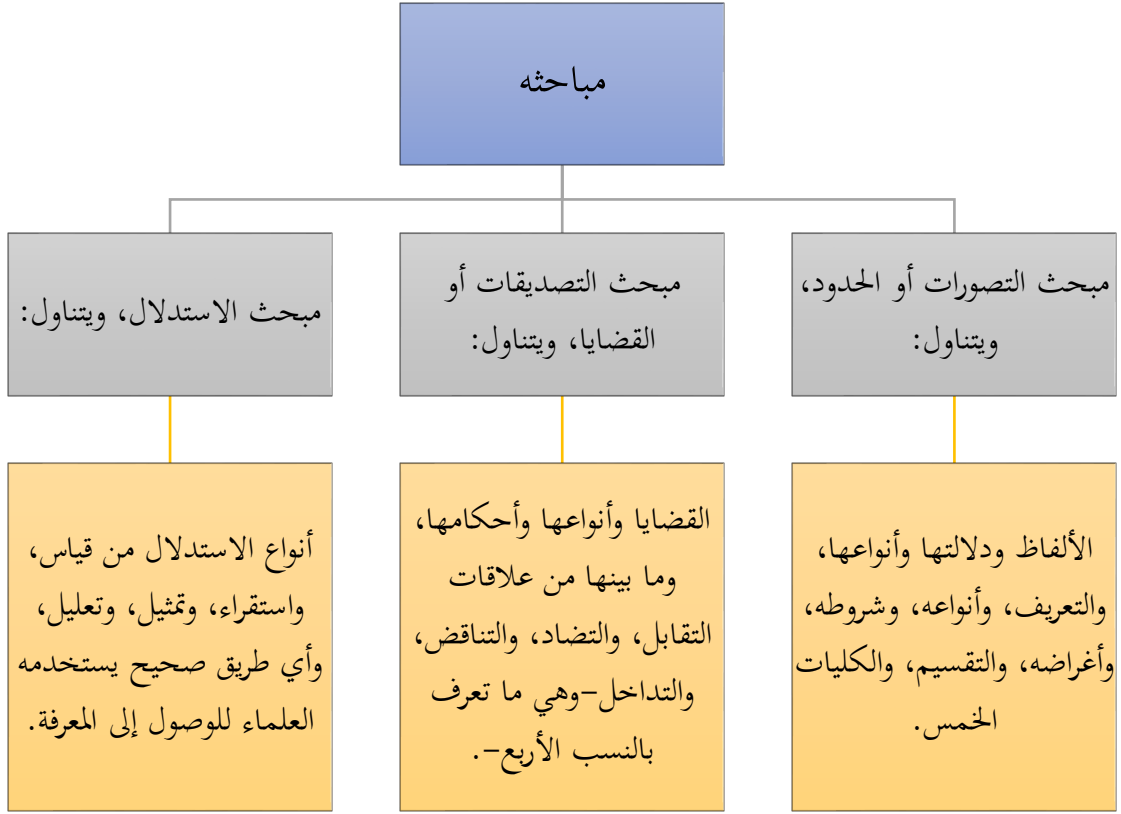 مباحثه
مبحث التصورات أو الحدود،
ويتناول:
مبحث التصديقات أو
القضايا، ويتناول:
مبحث الاستدلال، ويتناول:
الألفاظ ودلالتها وأنواعها،
والتعريف، وأنواعه، وشروطه،
وأغراضه، والتقسيم، والكليات
الخمس.
القضايا وأنواعها وأحكامها،
وما بينها من علاقات
التقابل، والتضاد، والتناقض،
والتداخل-وهي ما تعرف
بالنسب الأربع-.
أنواع الاستدلال من قياس،
واستقراء، وتمثيل، وتعليل،
وأي طريق صحيح يستخدمه
العلماء للوصول إلى المعرفة.